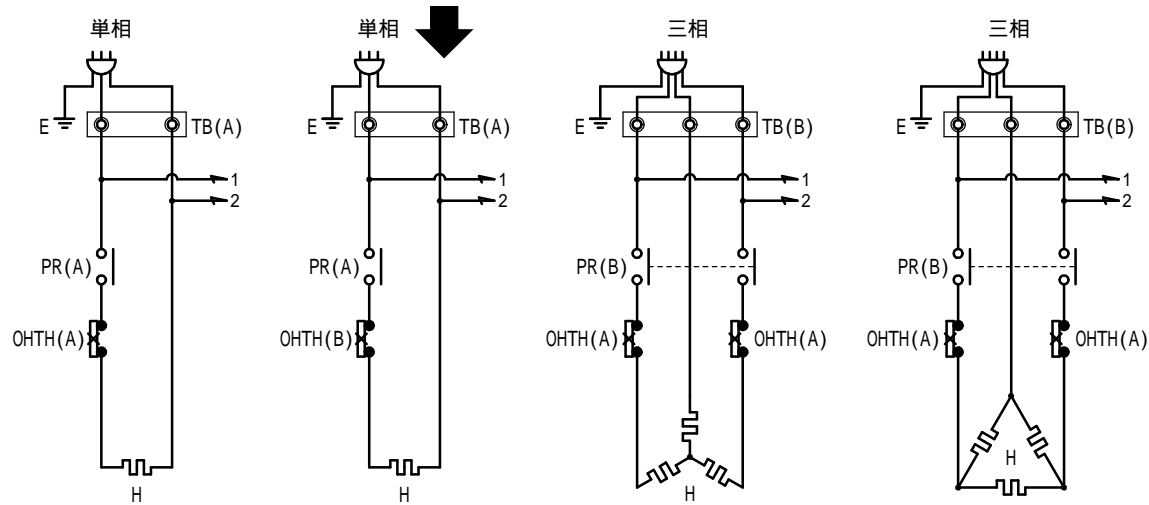 単相
E
TB(A)
1
2
PR(A)
OHTH(A)
H
単相
E
TB(A)
1
2
PR(A)
OHTH(B)
H
三相
E
TB(B)
1
2
PR(B)
OHTH(A)
OHTH(A)
H
三相
E
TB(B)
1
2
PR(B)
OHTH(A)
OHTH(A)
H